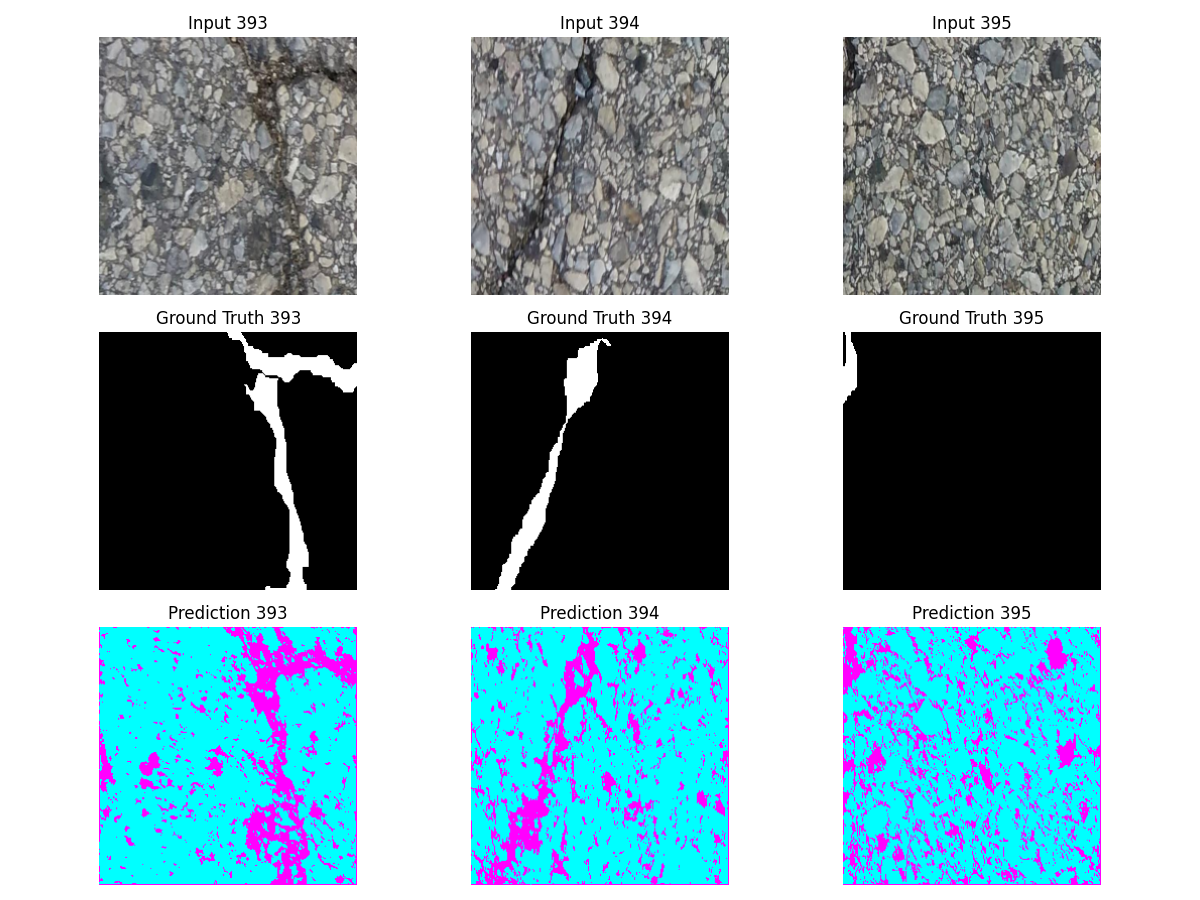 Input 393
Input 394
Input 395
Ground Truth 393
Ground Truth 394
Ground Truth 395
Prediction 393
Prediction 394
Prediction 395